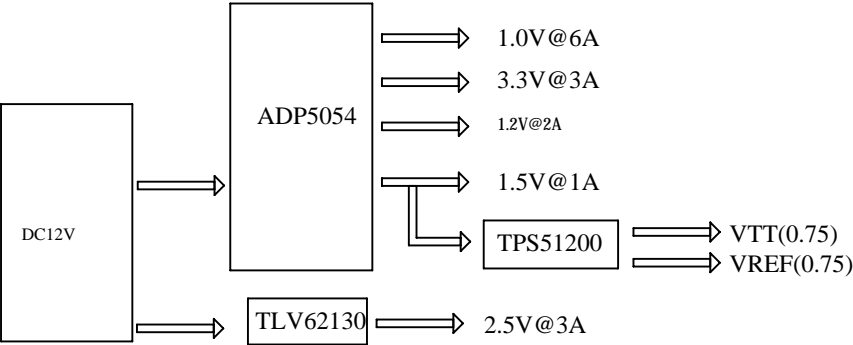 DC12V
ADP5054
1.0V@6A
3.3V@3A
1.2V@2A
1.5V@1A
TPS51200
VTT(0.75)
VREF(0.75)
TLV62130
2.5V@3A